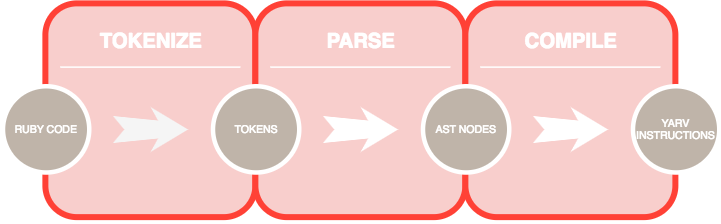 TOKENIZE
PARSE
COMPILE
RUBY CODE
TOKENS
AST NODES
YARV
INSTRUCTIONS